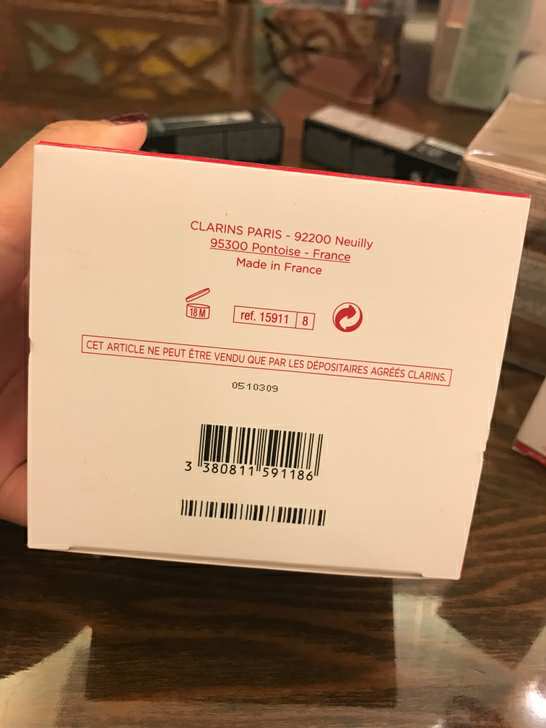 CLARINS PARIS - 92200 Neuilly
95300 Pontoise - France
Made in France
18 M
ref. 15911 8
CET ARTICLE NE PEUT ÊTRE VENDU QUE PAR LES DÉPOSITAIRES AGRÉÉS CLARINS.
0510309
3 380811 591186